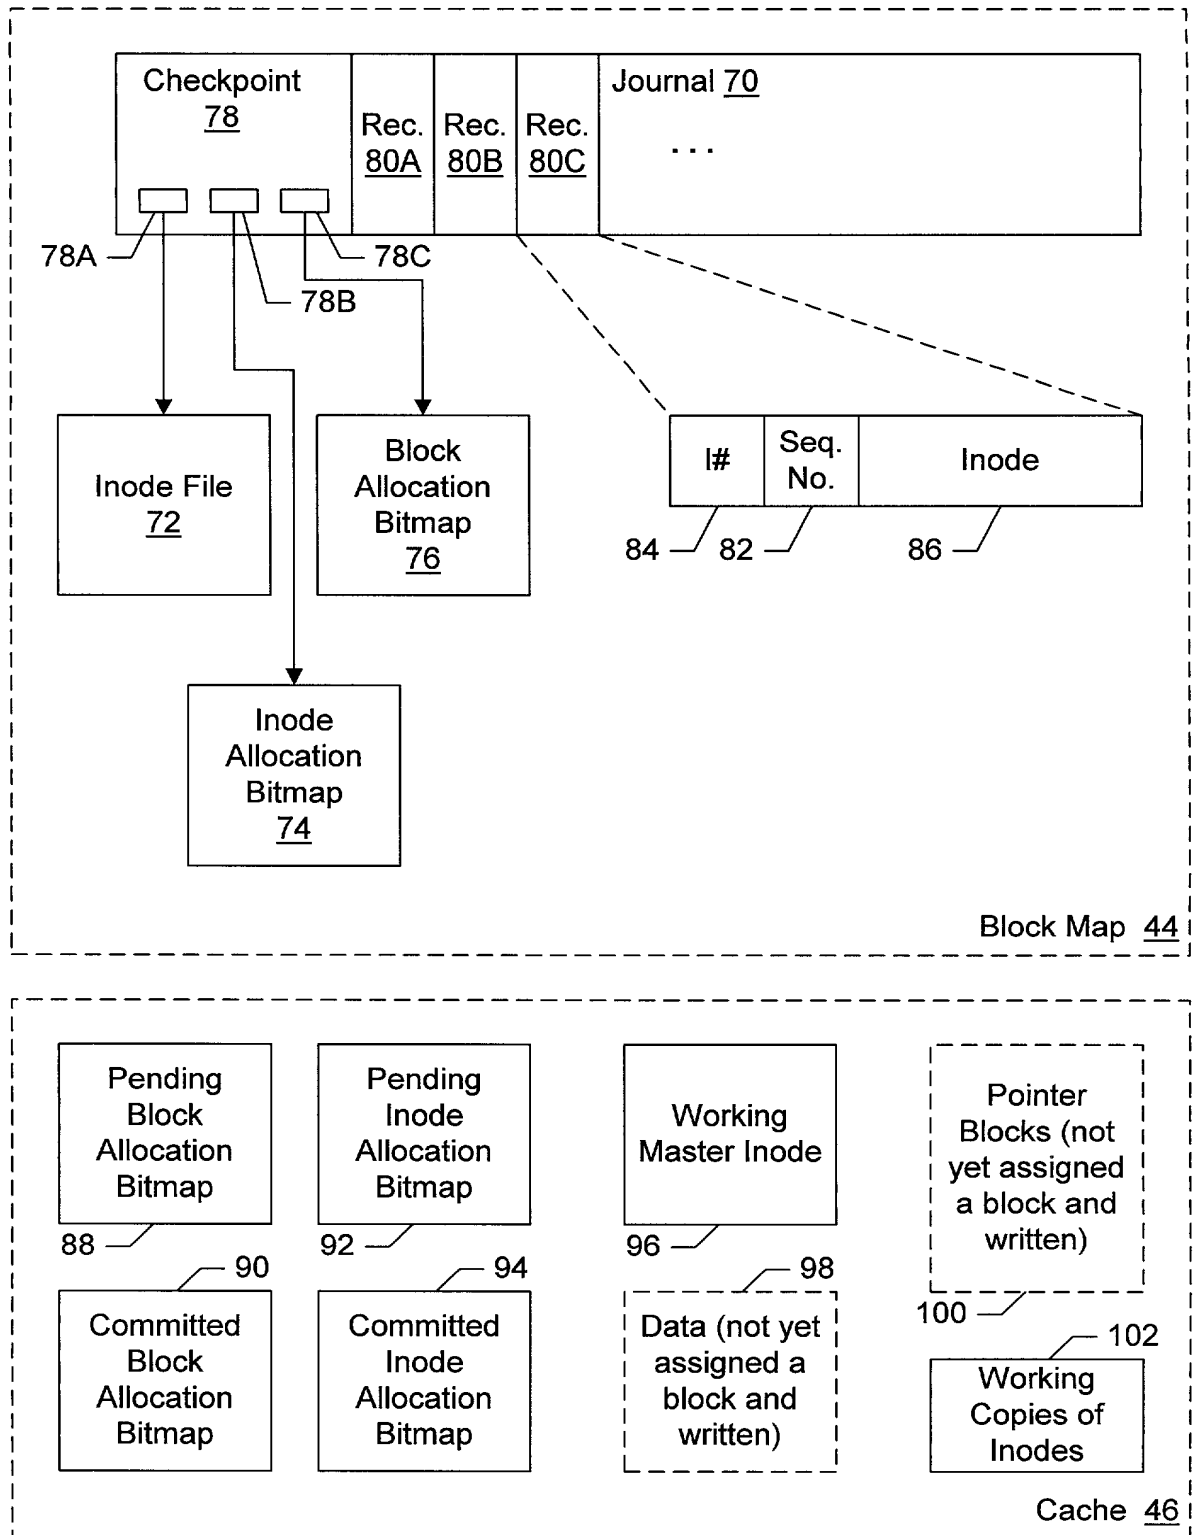 Checkpoint
78
Rec.
80A
Rec.
80B
Rec.
80C
Journal 70
...
78A
78C
78B
Inode File
72
Block
Allocation
Bitmap
76
I#
Seq.
No.
Inode
84
82
86
Inode
Allocation
Bitmap
74
Block Map 44
Pending
Block
Allocation
Bitmap
88
Pending
Inode
Allocation
Bitmap
92
Working
Master Inode
96
Pointer
Blocks (not
yet assigned
a block and
written)
100
90
Committed
Block
Allocation
Bitmap
94
Committed
Inode
Allocation
Bitmap
98
Data (not yet
assigned a
block and
written)
102
Working
Copies of
Inodes
Cache 46